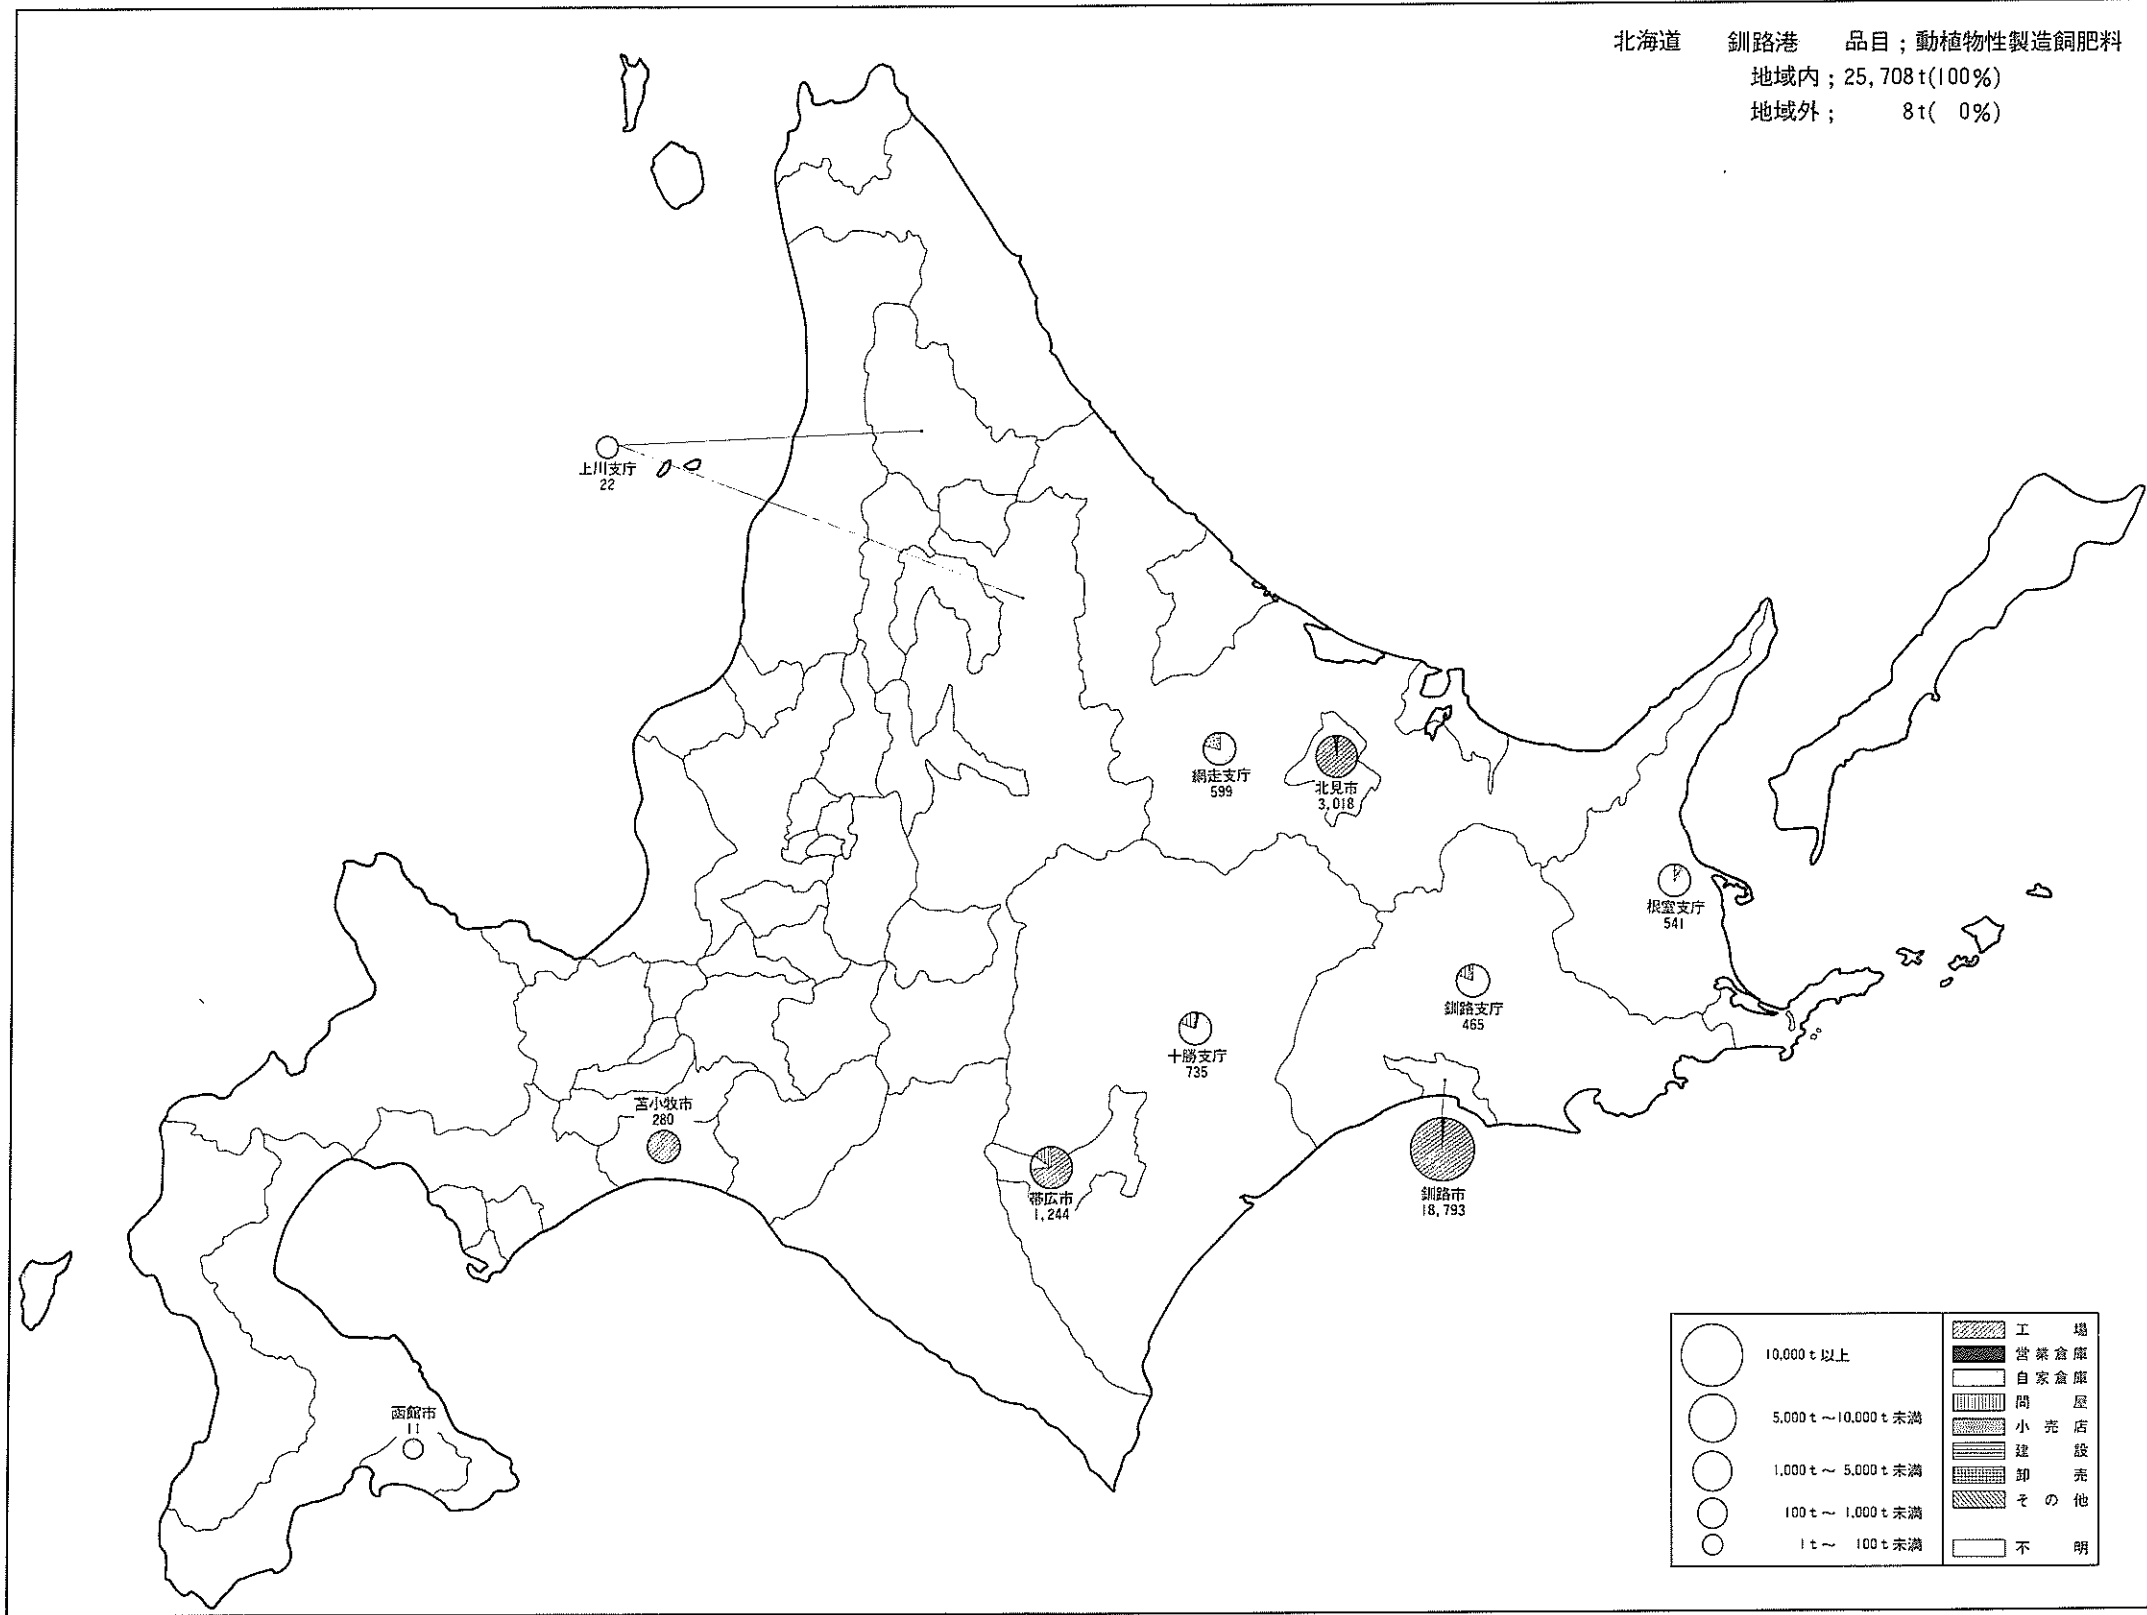 北海道 釧路港 品目；動植物性製造飼肥料
地域内；25,708t(100%)
地域外； 8t( 0%)
上川支庁
22
網走支庁
599
北見市
3,018
根室支庁
541
釧路支庁
465
十勝支庁
735
苫小牧市
280
帯広市
1,244
釧路市
18,793
函館市
11
10,000t以上
5,000t～10,000t未満
1,000t～5,000t未満
100t～1,000t未満
1t～100t未満
工場
営業倉庫
自家倉庫
問屋
小売店
建設
卸売
その他
不明